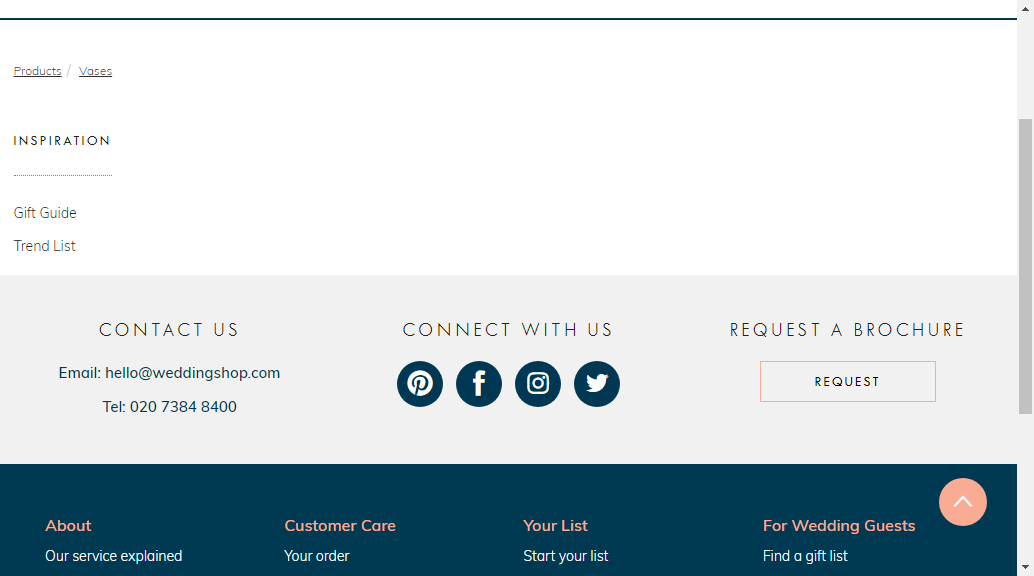 Products / Vases
INSPIRATION
Gift Guide
Trend List
CONTACT US
Email: hello@weddingshop.com
Tel: 020 7384 8400
CONNECT WITH US
REQUEST A BROCHURE
REQUEST
About
Our service explained
Customer Care
Your order
Your List
Start your list
For Wedding Guests
Find a gift list